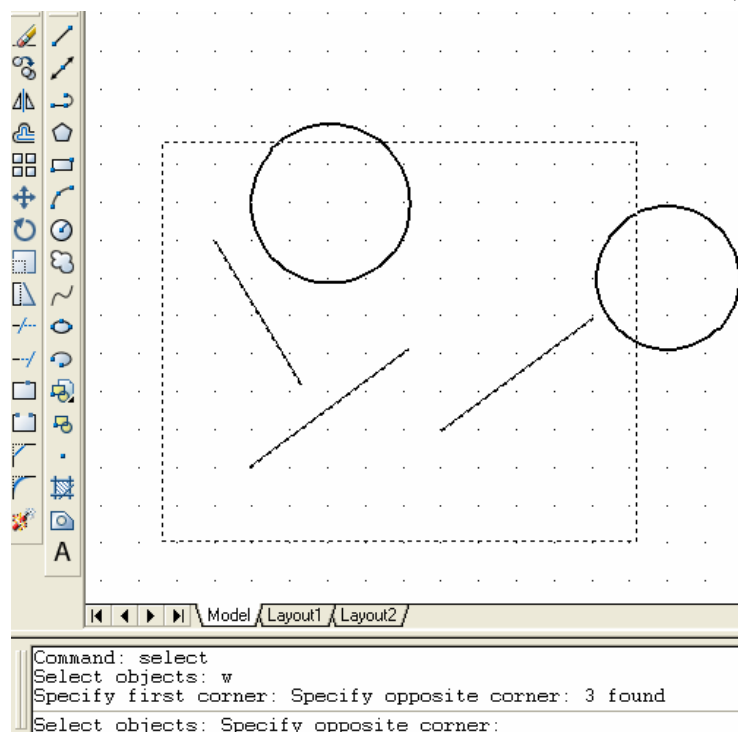 A
Model Layout1 Layout2
Command: select
Select objects: w
Specify first corner: Specify opposite corner: 3 found
Select objects: Specify opposite corner: